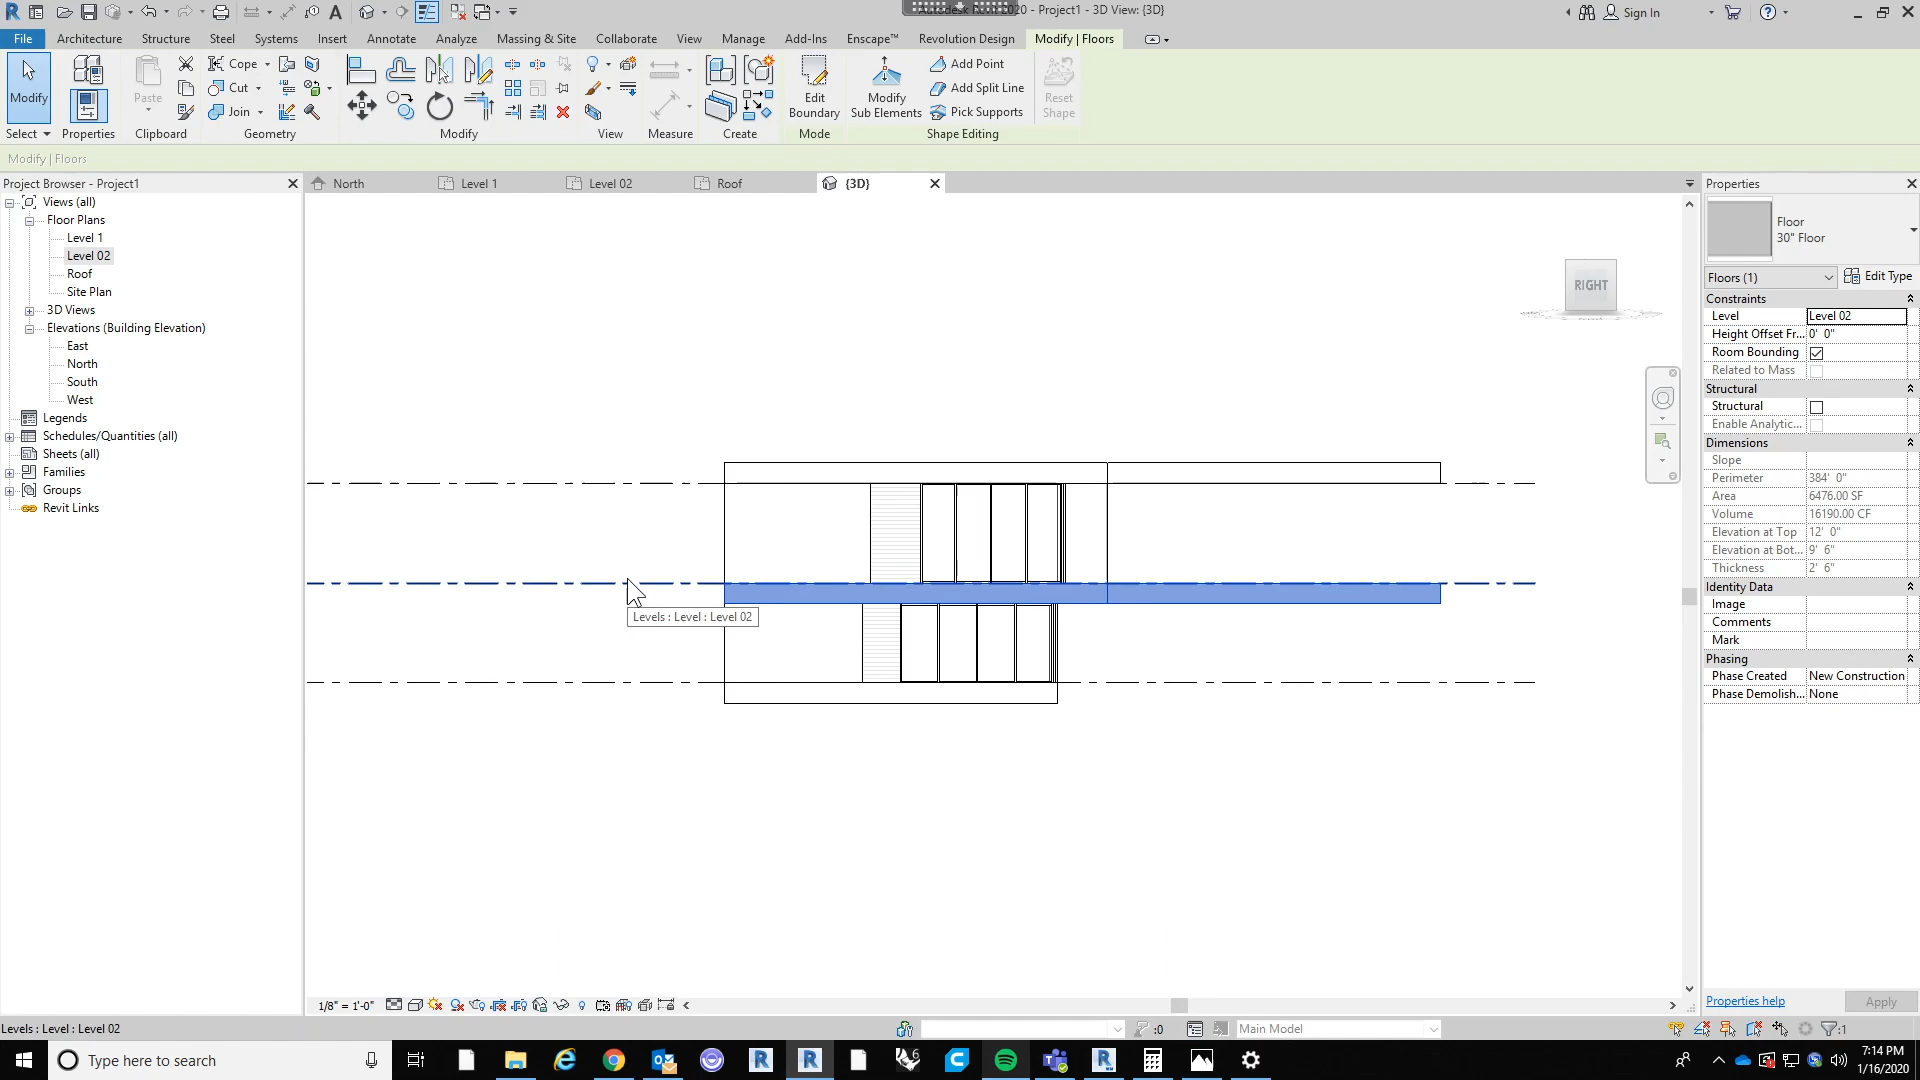 Autodesk Revit 2020 - Project1 - 3D View: {3D}
Sign In
File
Architecture
Structure
Steel
Systems
Insert
Annotate
Analyze
Massing & Site
Collaborate
View
Manage
Add-Ins
Enscape™
Revolution Design
Modify | Floors
Modify
Paste
Cope
Cut
Join
Edit
Boundary
Modify
Sub Elements
Add Point
Add Split Line
Pick Supports
Reset
Shape
Select
Properties
Clipboard
Geometry
Modify
View
Measure
Create
Mode
Shape Editing
Modify | Floors
Project Browser - Project1
Views (all)
Floor Plans
Level 1
Level 02
Roof
Site Plan
3D Views
Elevations (Building Elevation)
East
North
South
West
Legends
Schedules/Quantities (all)
Sheets (all)
Families
Groups
Revit Links
North
Level 1
Level 02
Roof
{3D}
RIGHT
Levels : Level : Level 02
Properties
Floor
30" Floor
Floors (1)
Edit Type
Constraints
Level
Level 02
Height Offset Fr...
0' 0"
Room Bounding
Related to Mass
Structural
Structural
Enable Analytic...
Dimensions
Slope
Perimeter
384' 0"
Area
6476.00 SF
Volume
16190.00 CF
Elevation at Top
12' 0"
Elevation at Bot...
9' 6"
Thickness
2' 6"
Identity Data
Image
Comments
Mark
Phasing
Phase Created
New Construction
Phase Demolish...
None
Properties help
Apply
1/8" = 1'-0"
Levels : Level : Level 02
:0
Main Model
:1
Type here to search
7:14 PM
1/16/2020